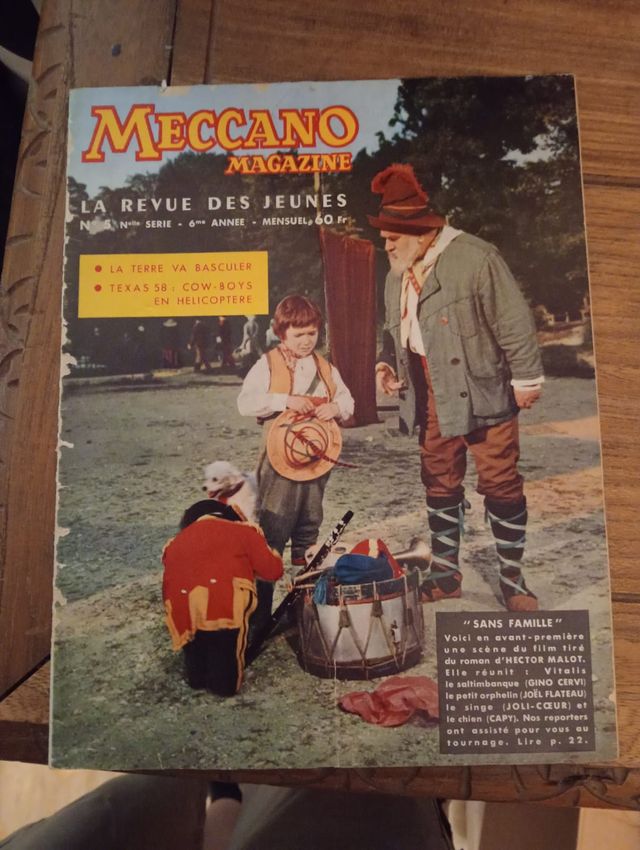 MECCANO
MAGAZINE
LA REVUE DES JEUNES
N° 5 Nelle SERIE - 6me ANNEE - MENSUEL, 60 Fr
● LA TERRE VA BASCULER
● TEXAS 58 : COW-BOYS
EN HELICOPTERE
"SANS FAMILLE"
Voici en avant-première
une scène du film tiré
du roman d'HECTOR MALOT.
Elle réunit : Vitalis
le saltimbanque (GINO CERVI)
le petit orphelin (JOËL FLATEAU)
le singe (JOLI-CŒUR) et
le chien (CAPY). Nos reporters
ont assisté pour vous au
tournage. Lire p. 22.